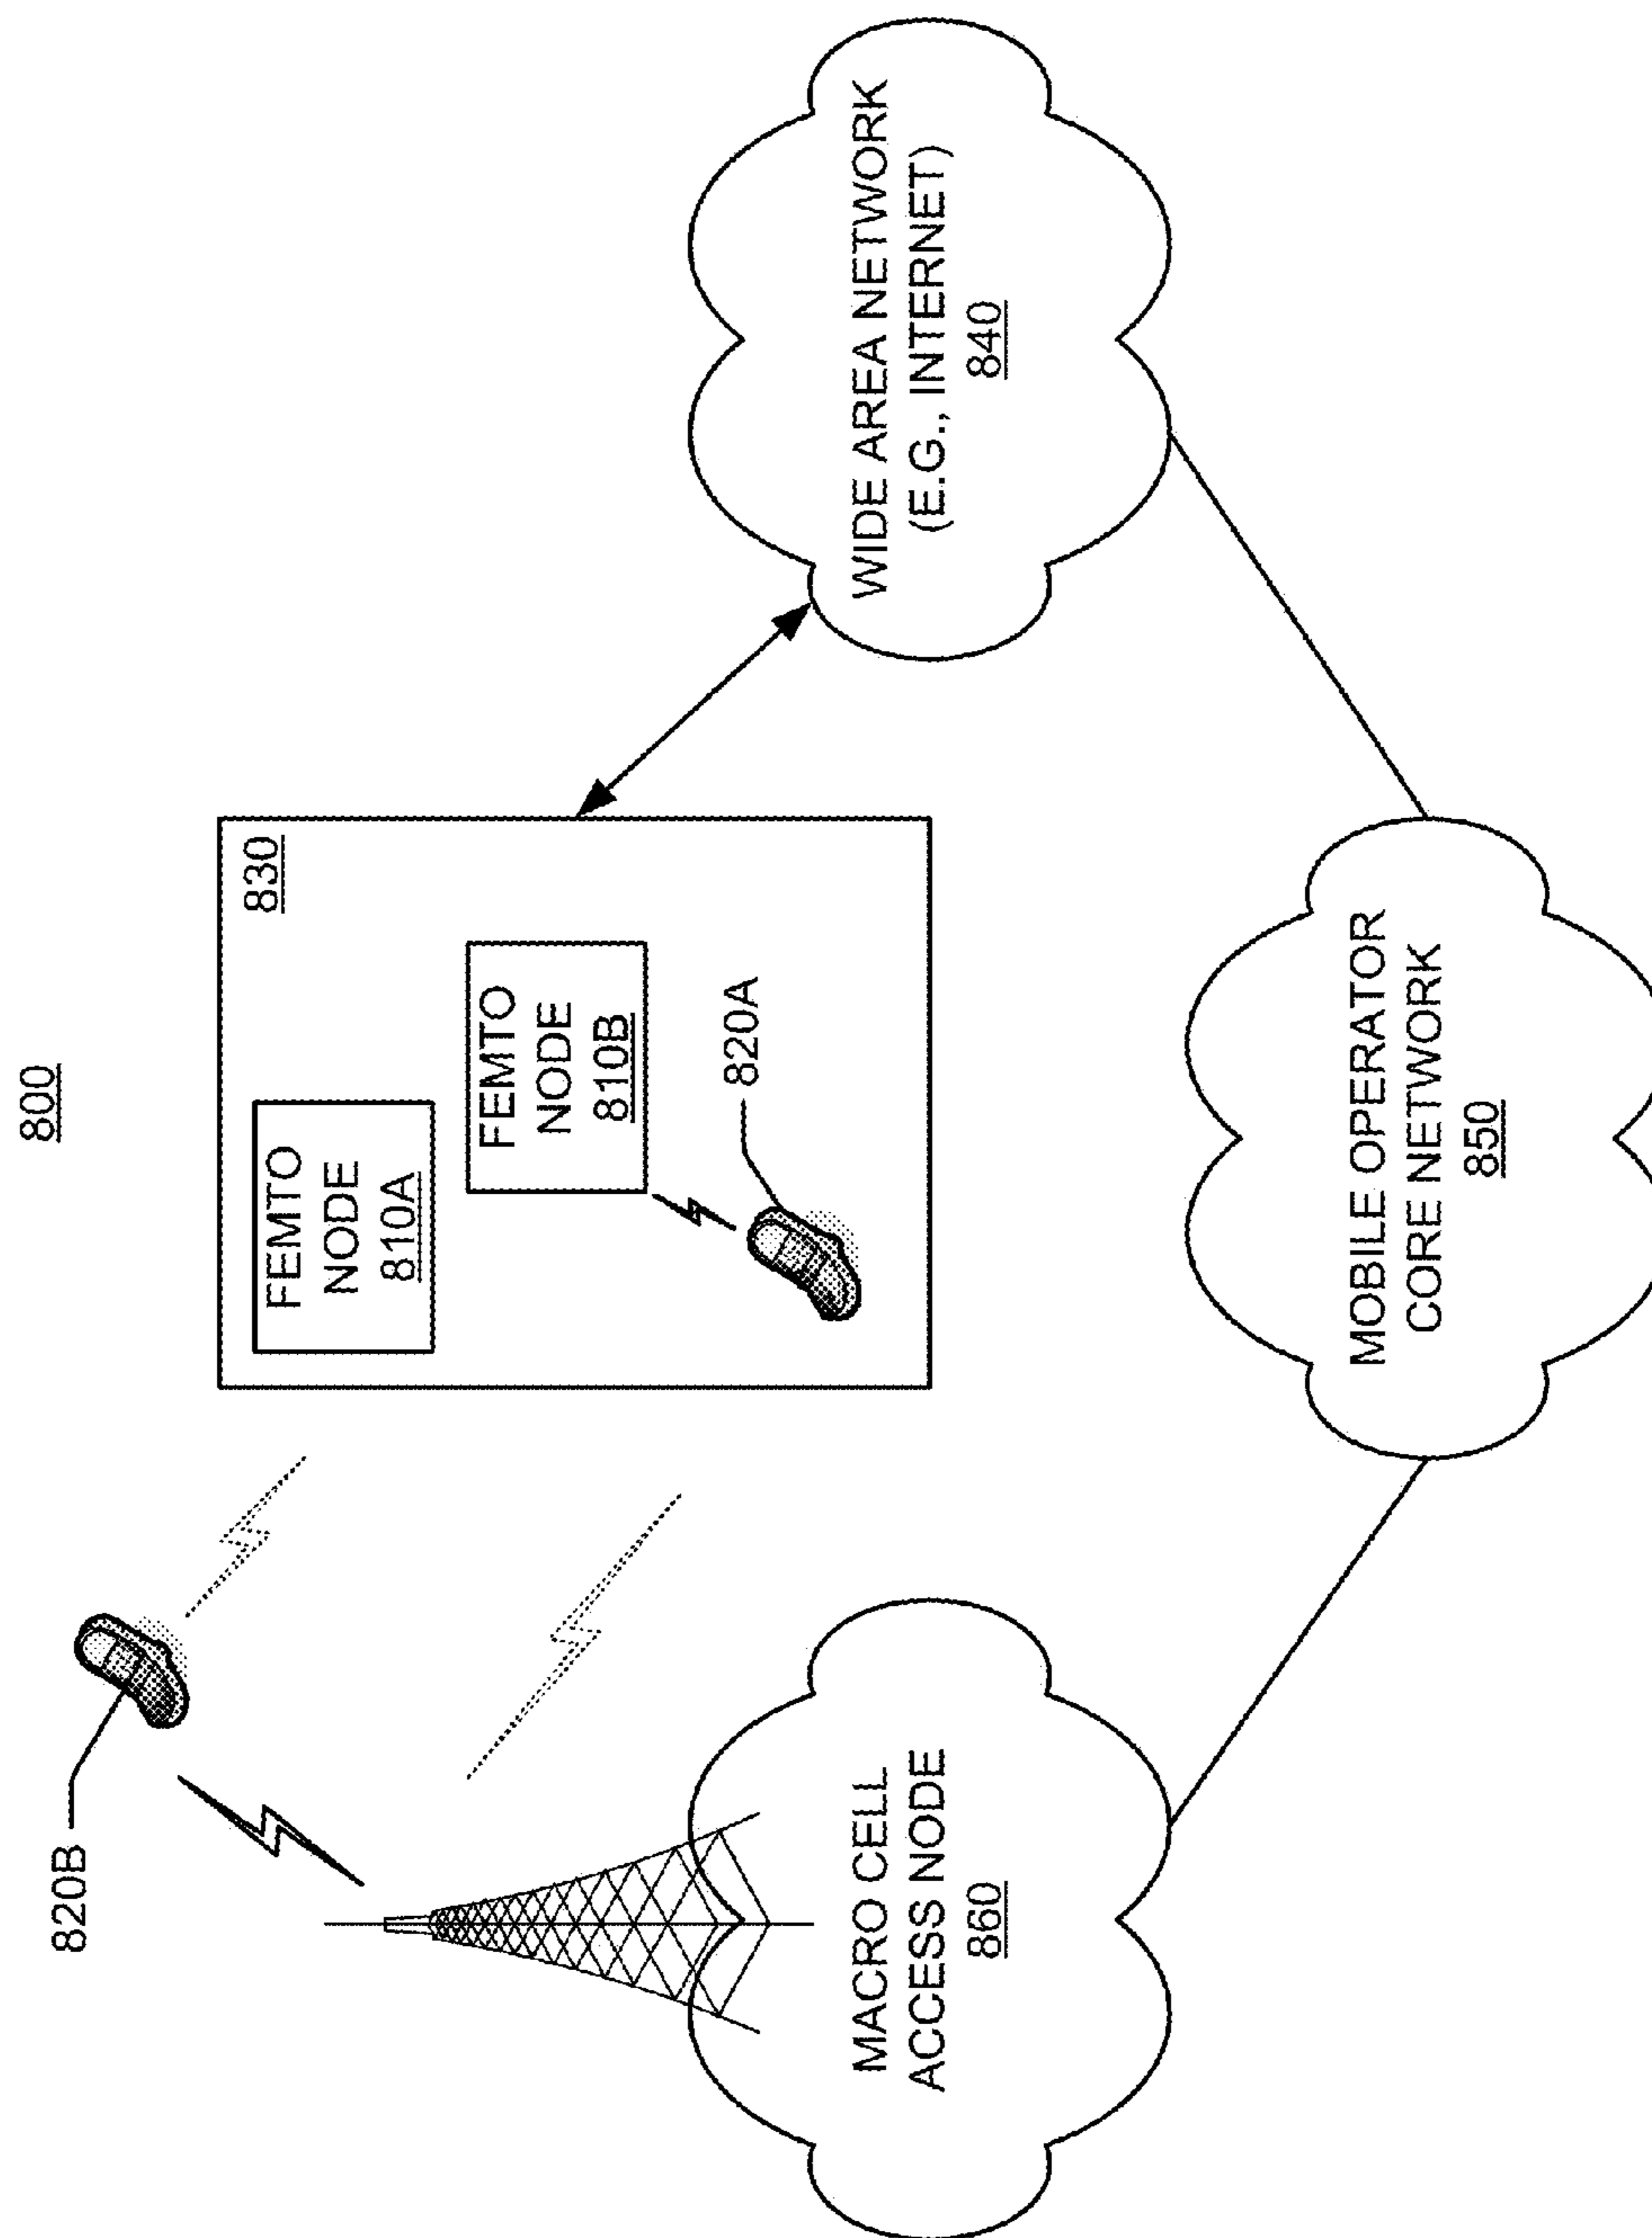 800
820B
FEMTO
NODE
810A
830
FEMTO
NODE
810B
820A
MACRO CELL
ACCESS NODE
860
WIDE AREA NETWORK
(E.G., INTERNET)
840
MOBILE OPERATOR
CORE NETWORK
850